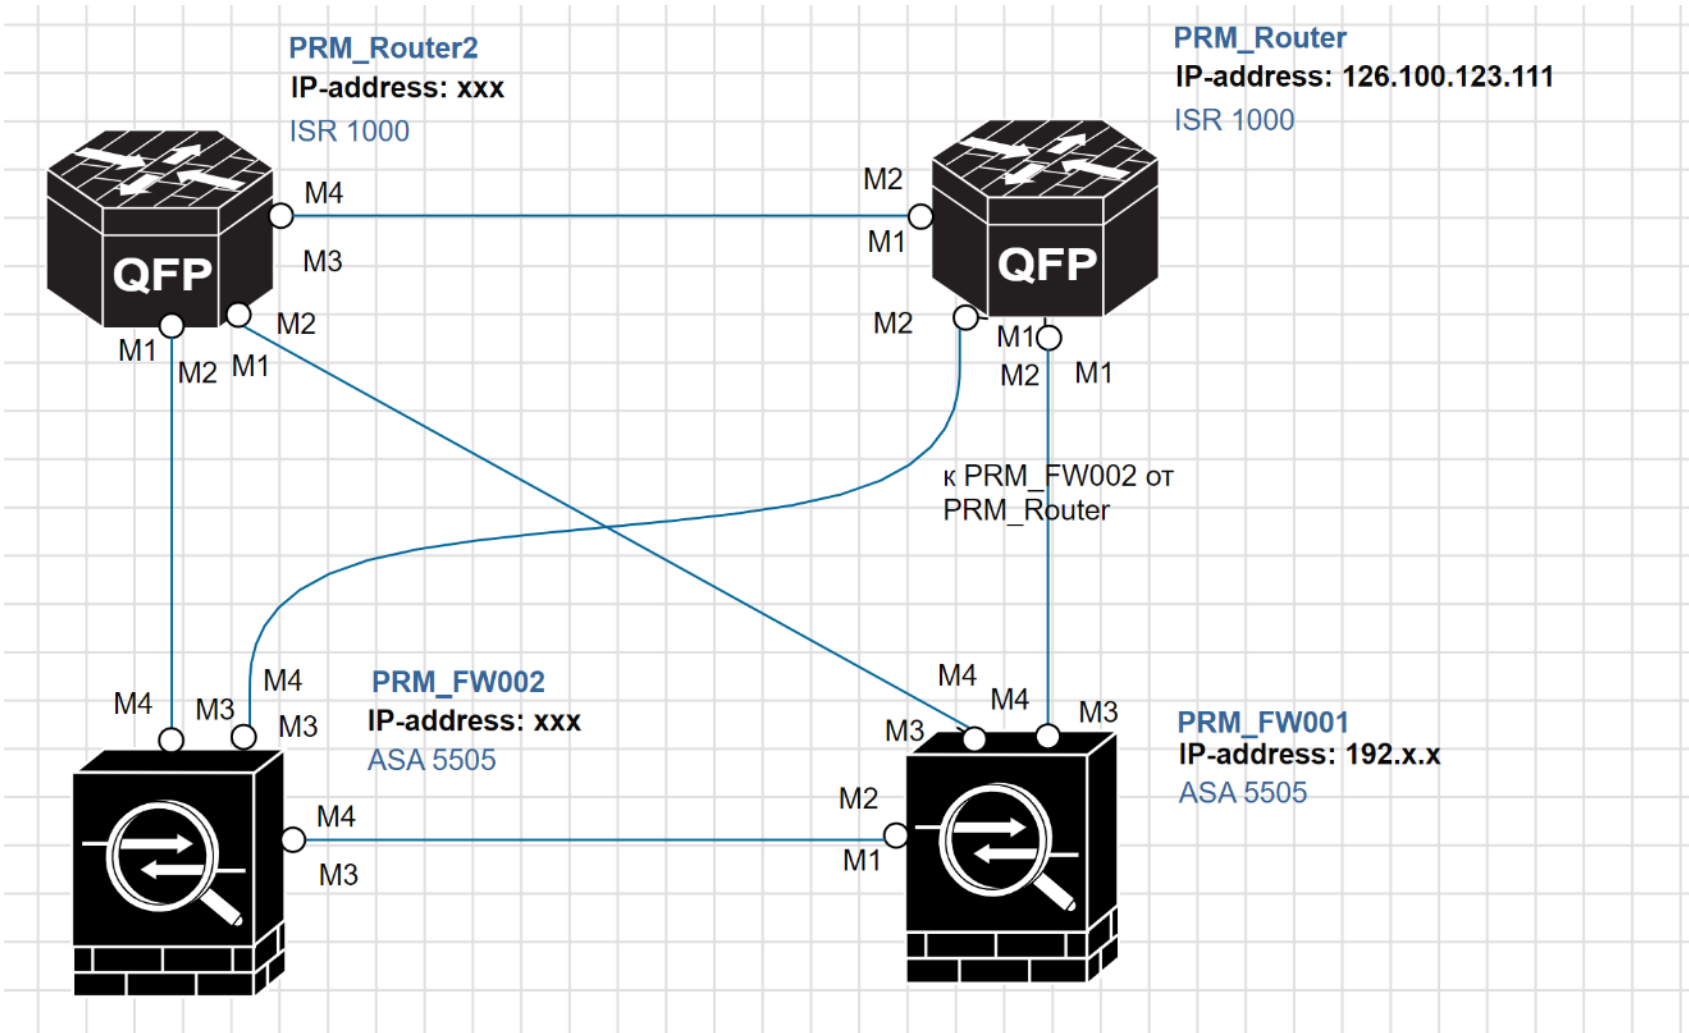 PRM_Router2
IP-address: xxx
ISR 1000
PRM_Router
IP-address: 126.100.123.111
ISR 1000
QFP
QFP
M4
M3
M2
M1
M1
M2
M2
M1
M2
M1
M2
M1
к PRM_FW002 от
PRM_Router
M4
M3
M4
M3
PRM_FW002
IP-address: xxx
ASA 5505
M4
M3
M4
M4
M3
M3
PRM_FW001
IP-address: 192.x.x
ASA 5505
M2
M1